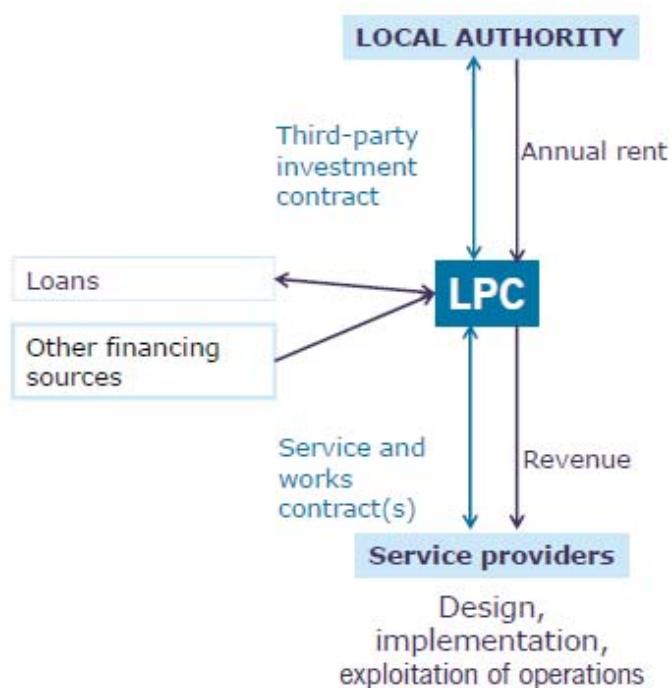 LOCAL AUTHORITY
Third-party
investment
contract
Annual rent
Loans
LPC
Other financing
sources
Service and
works
contract(s)
Revenue
Service providers
Design,
implementation,
exploitation of operations